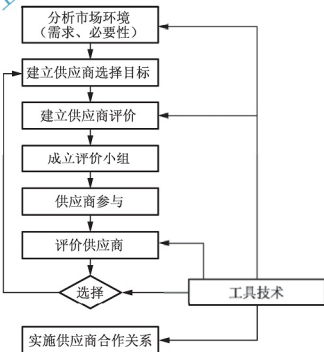 分析市场环境
（需求、必要性）
建立供应商选择目标
建立供应商评价
成立评价小组
供应商参与
评价供应商
选择
工具技术
实施供应商合作关系